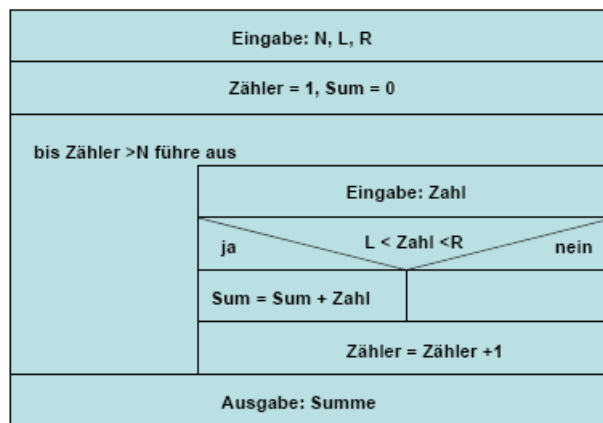 Eingabe: N, L, R
Zähler = 1, Sum = 0
bis Zähler >N führe aus
Eingabe: Zahl
ja
L < Zahl <R
nein
Sum = Sum + Zahl
Zähler = Zähler +1
Ausgabe: Summe